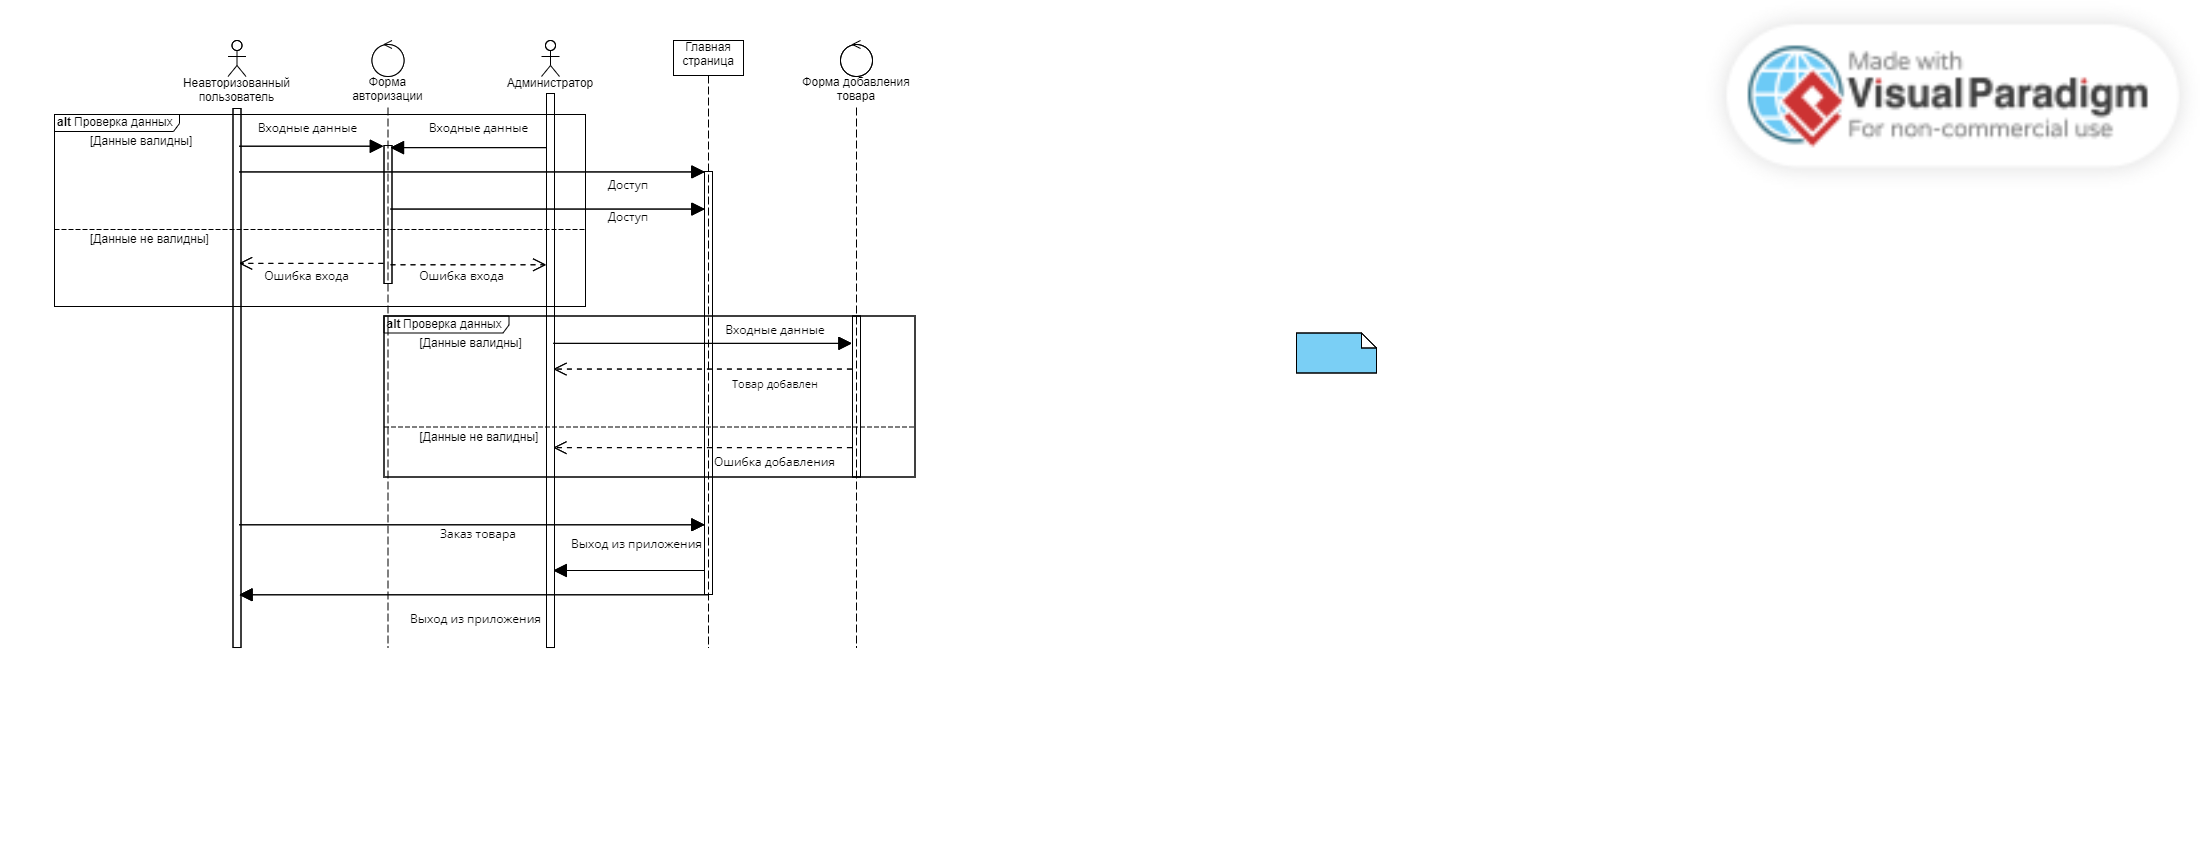 Неавторизованный
пользователь
Форма
авторизации
Администратор
Главная
страница
Форма добавления
товара
Made with
Visual Paradigm
For non-commercial use
alt Проверка данных
[Данные валидны]
Входные данные
Входные данные
Доступ
Доступ
[Данные не валидны]
Ошибка входа
Ошибка входа
alt Проверка данных
[Данные валидны]
Входные данные
Товар добавлен
[Данные не валидны]
Ошибка добавления
Заказ товара
Выход из приложения
Выход из приложения